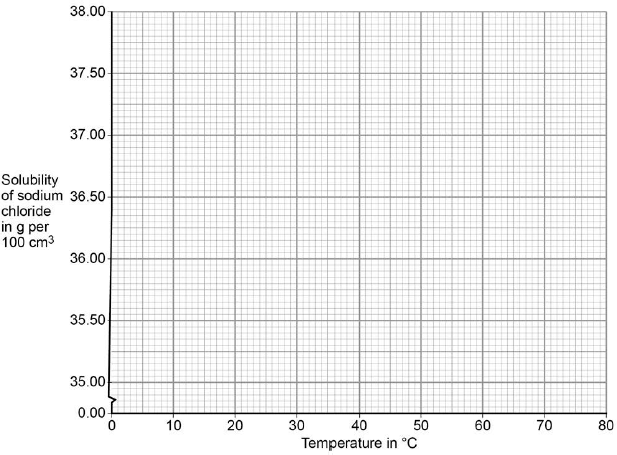 38.00
37.50
37.00
36.50
36.00
35.50
35.00
0.00
Solubility
of sodium
chloride
in g per
100 cm³
0 10 20 30 40 50 60 70 80
Temperature in °C